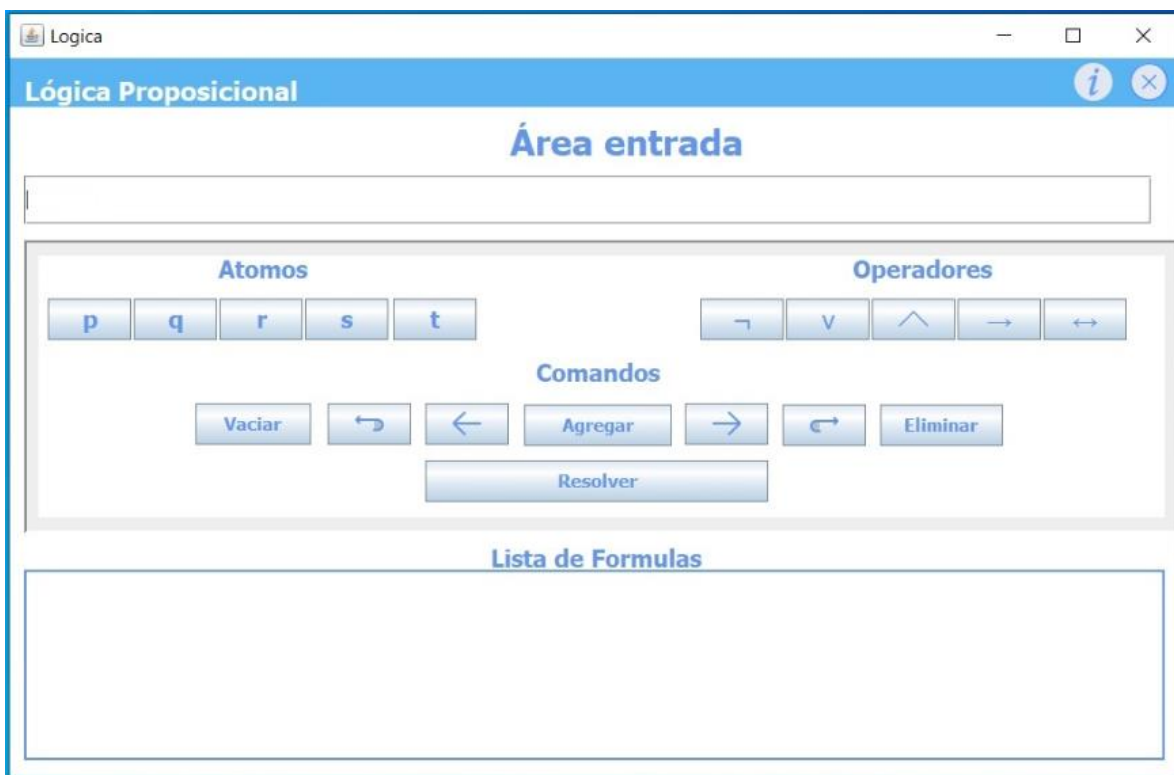 Logica
Lógica Proposicional
i
Área entrada
Atomos Operadores
p q r s t ¬ v ∧ → ↔
Comandos
Vaciar ← Agregar → Eliminar
Resolver
Lista de Formulas